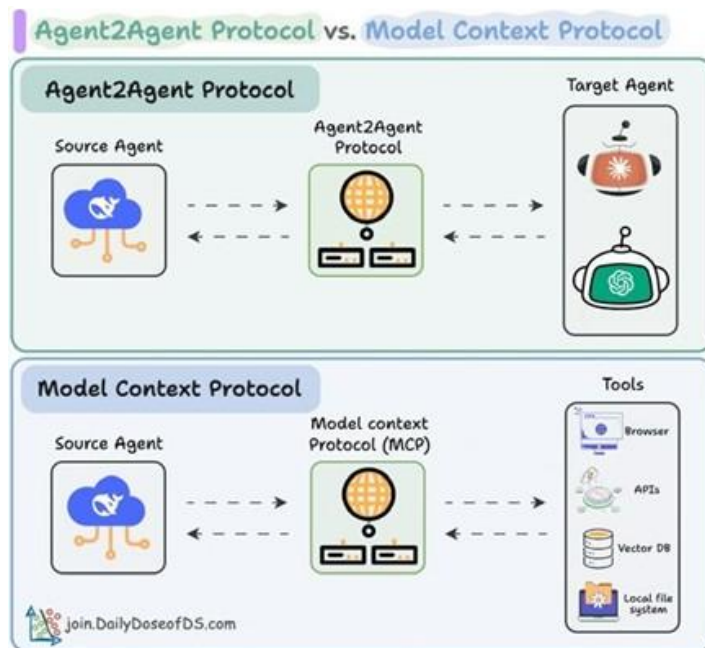 Agent2Agent Protocol vs. Model Context Protocol
Agent2Agent Protocol
Source Agent
Agent2Agent
Protocol
Target Agent
Model Context Protocol
Source Agent
Model context
Protocol (MCP)
Tools
Browser
APIs
Vector DB
Local file
system
join.DailyDoseofDS.com